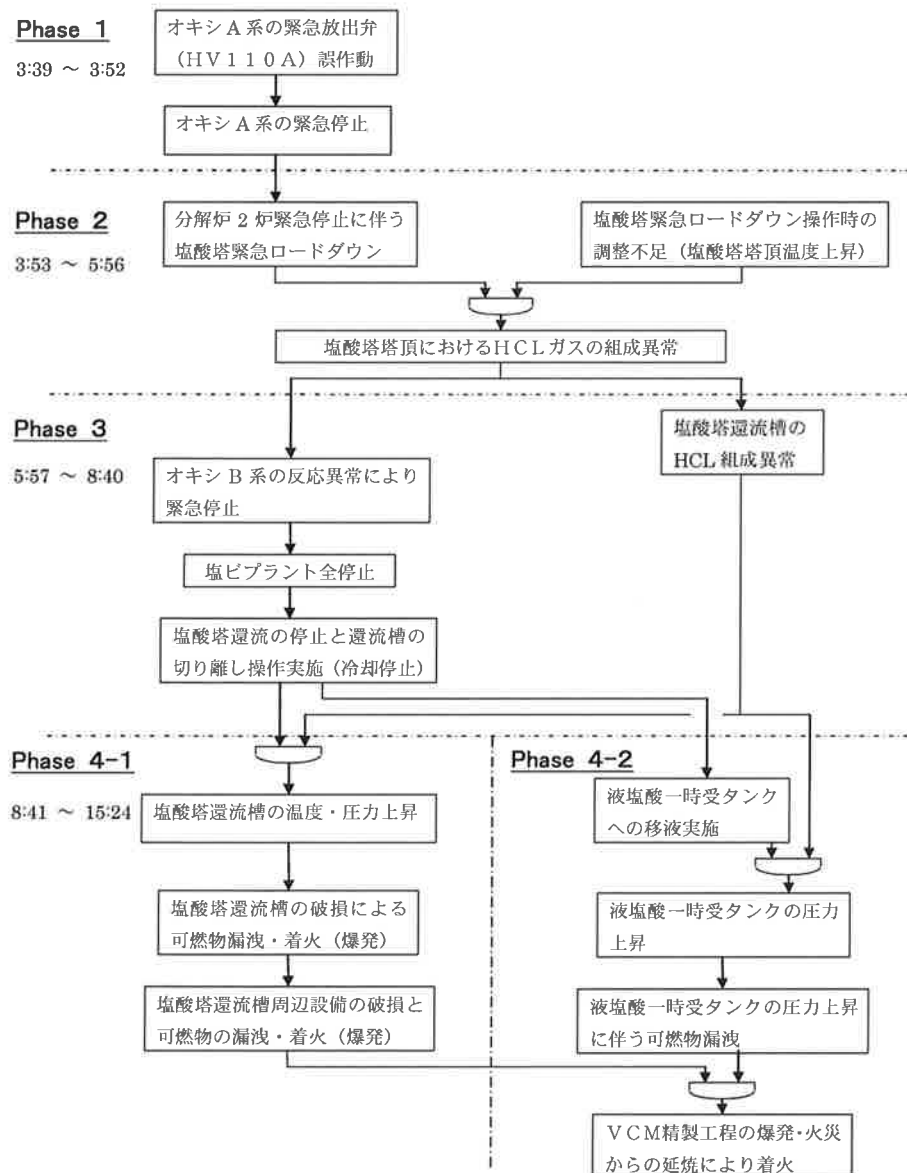 Phase 1
3:39 ～ 3:52
オキシA系の緊急放出弁
（HV110A）誤作動
オキシA系の緊急停止
Phase 2
3:53 ～ 5:56
分解炉2炉緊急停止に伴う
塩酸塔緊急ロードダウン
塩酸塔緊急ロードダウン操作時の
調整不足（塩酸塔塔頂温度上昇）
塩酸塔塔頂におけるHCLガスの組成異常
Phase 3
5:57 ～ 8:40
塩酸塔還流槽の
HCL組成異常
オキシB系の反応異常により
緊急停止
塩ビプラント全停止
塩酸塔還流の停止と還流槽の
切り離し操作実施（冷却停止）
Phase 4-1
8:41 ～ 15:24
塩酸塔還流槽の温度・圧力上昇
塩酸塔還流槽の破損による
可燃物漏洩・着火（爆発）
塩酸塔還流槽周辺設備の破損と
可燃物の漏洩・着火（爆発）
Phase 4-2
液塩酸一時受タンク
への移液実施
液塩酸一時受タンクの圧力
上昇
液塩酸一時受タンクの圧力上昇
に伴う可燃物漏洩
VCM精製工程の爆発・火災
からの延焼により着火